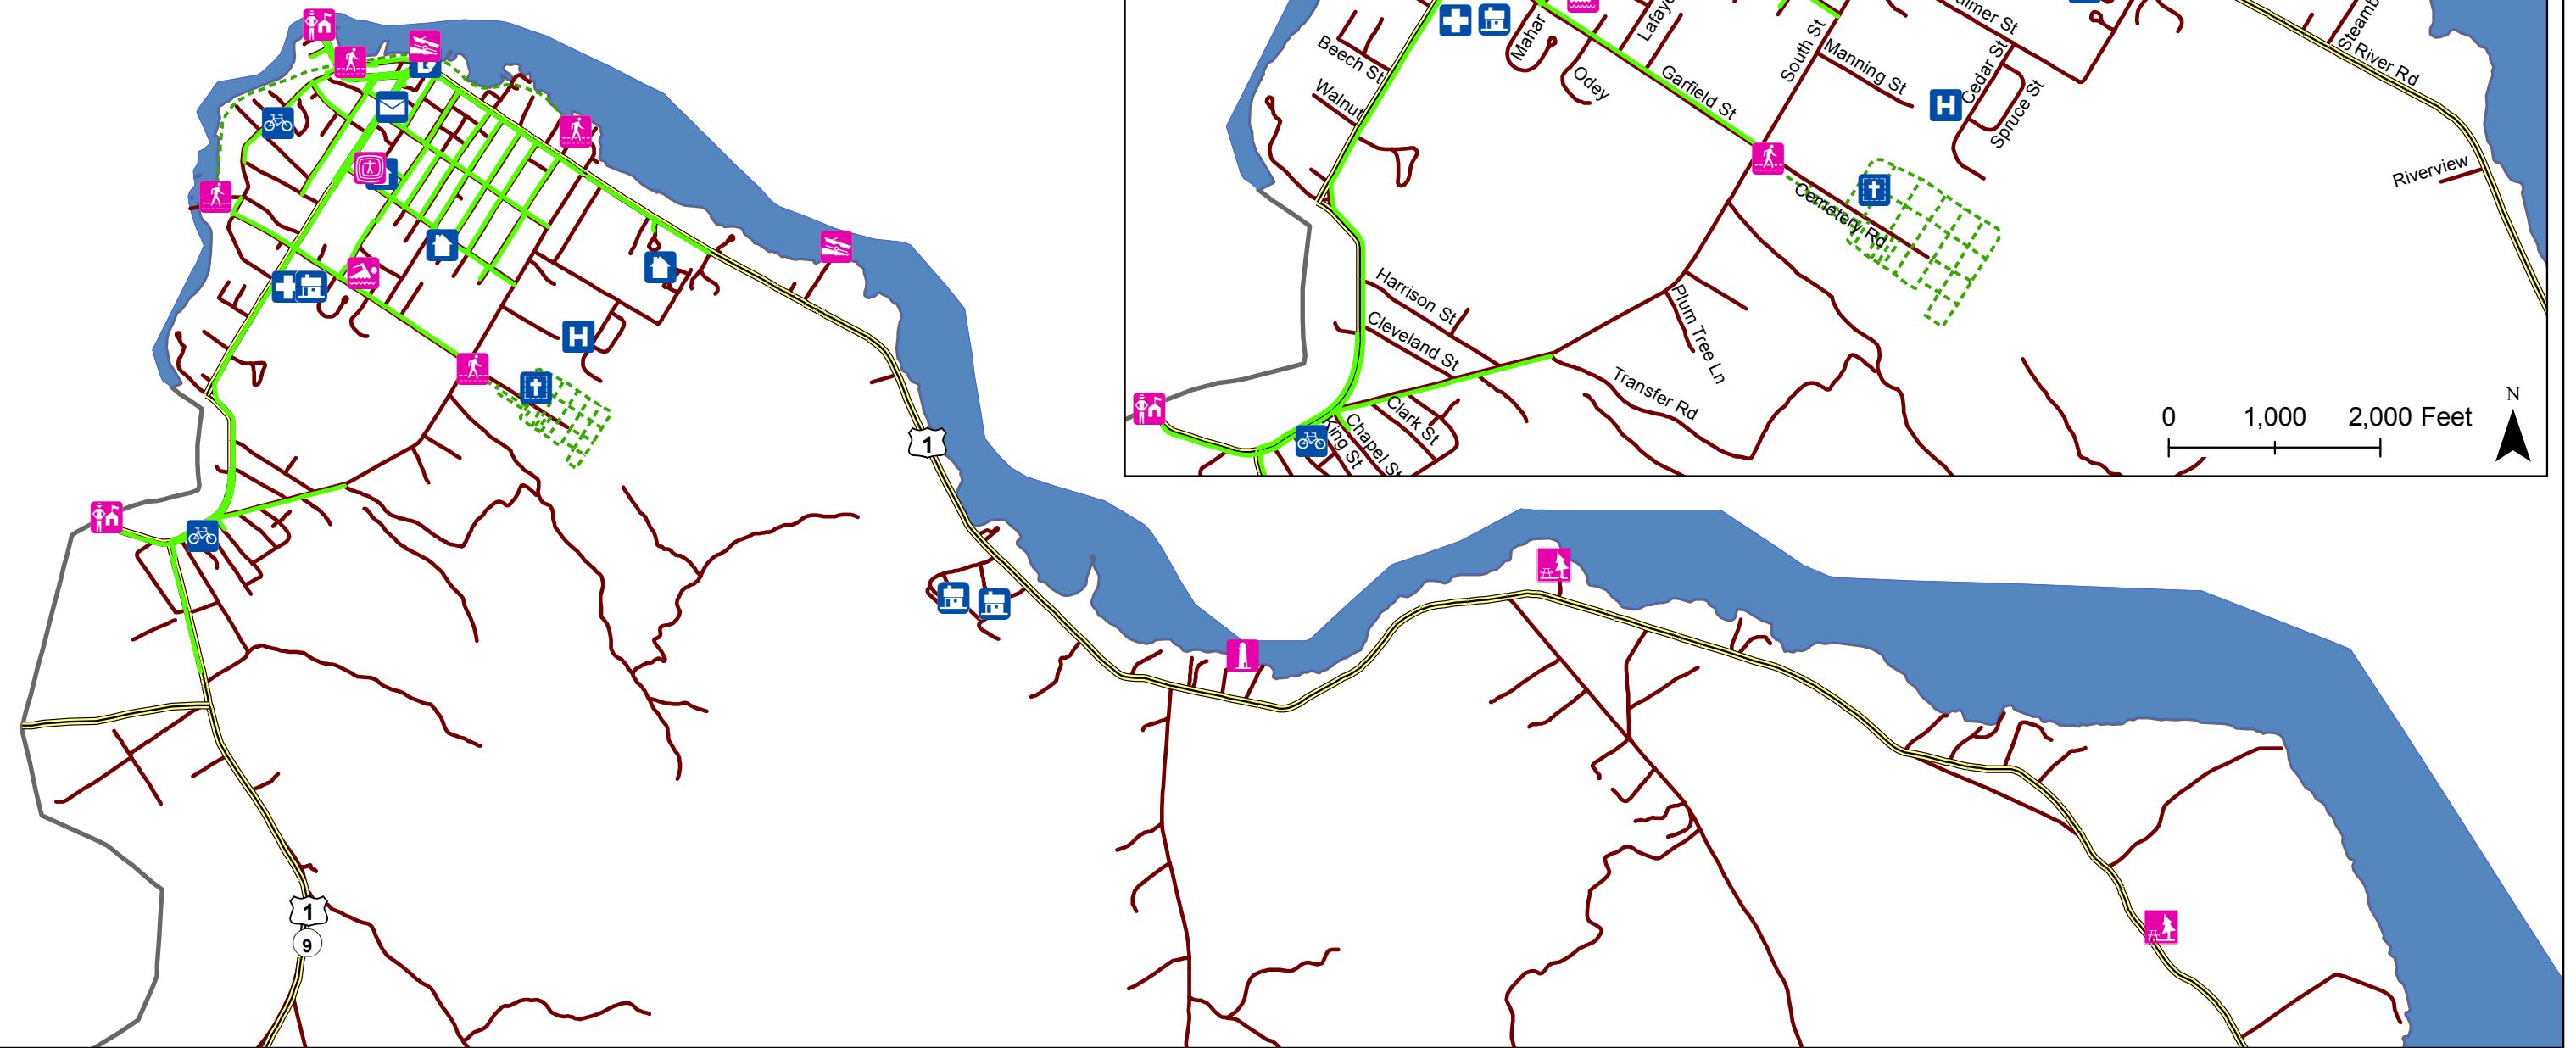 Beech St
Walnut
Mahar
Odey
Lafaye
Garfield St
South St
Manning St
Cedar St
Spruce St
River Rd
Riverview
Cemetery Rd
Harrison St
Cleveland St
Plum Tree Ln
Transfer Rd
Clark St
Chapel St
King St
H
0 1,000 2,000 Feet
N
H
1
1
9